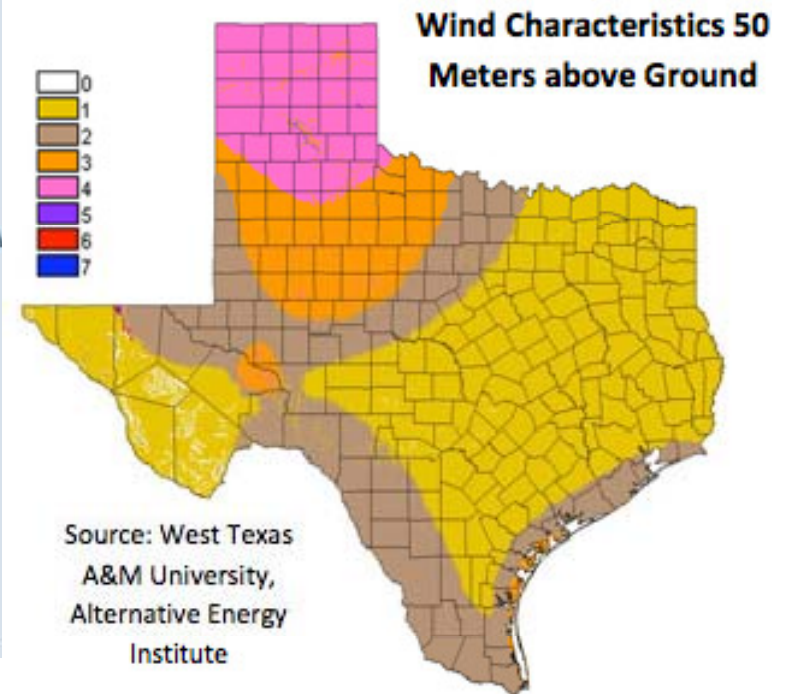 Wind Characteristics 50
Meters above Ground
0
1
2
3
4
5
6
7
Source: West Texas
A&M University,
Alternative Energy
Institute